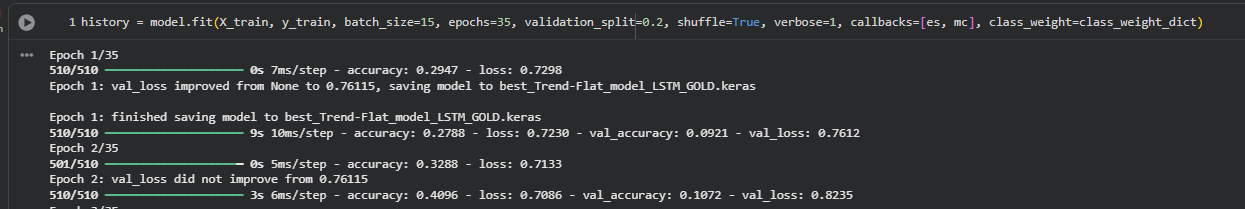 1 history = model.fit(X_train, y_train, batch_size=15, epochs=35, validation_split=0.2, shuffle=True, verbose=1, callbacks=[es, mc], class_weight=class_weight_dict)
Epoch 1/35
510/510 ━━━━━━━━━━━━━━━━━━━━ 0s 7ms/step - accuracy: 0.2947 - loss: 0.7298
Epoch 1: val_loss improved from None to 0.76115, saving model to best_Trend-Flat_model_LSTM_GOLD.keras
Epoch 1: finished saving model to best_Trend-Flat_model_LSTM_GOLD.keras
510/510 ━━━━━━━━━━━━━━━━━━━━ 9s 10ms/step - accuracy: 0.2788 - loss: 0.7230 - val_accuracy: 0.0921 - val_loss: 0.7612
Epoch 2/35
501/510 ━━━━━━━━━━━━━━━━━━━━ 0s 5ms/step - accuracy: 0.3288 - loss: 0.7133
Epoch 2: val_loss did not improve from 0.76115
510/510 ━━━━━━━━━━━━━━━━━━━━ 3s 6ms/step - accuracy: 0.4096 - loss: 0.7086 - val_accuracy: 0.1072 - val_loss: 0.8235